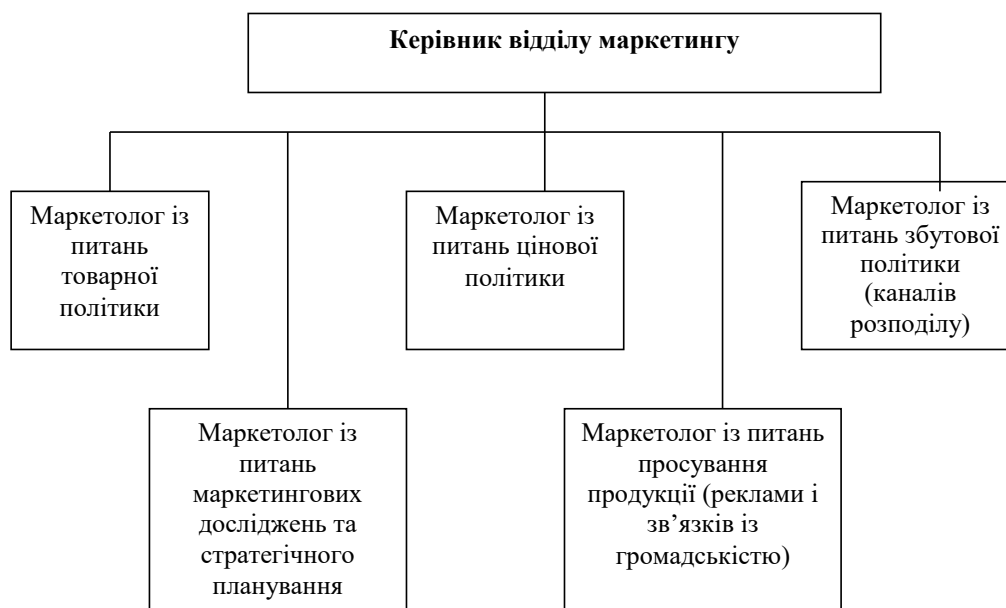 Керівник відділу маркетингу
Маркетолог із
питань
товарної
політики
Маркетолог із
питань цінової
політики
Маркетолог із
питань збутової
політики
(каналів
розподілу)
Маркетолог із
питань
маркетингових
досліджень та
стратегічного
планування
Маркетолог із питань
просування
продукції (реклами і
зв’язків із
громадськістю)